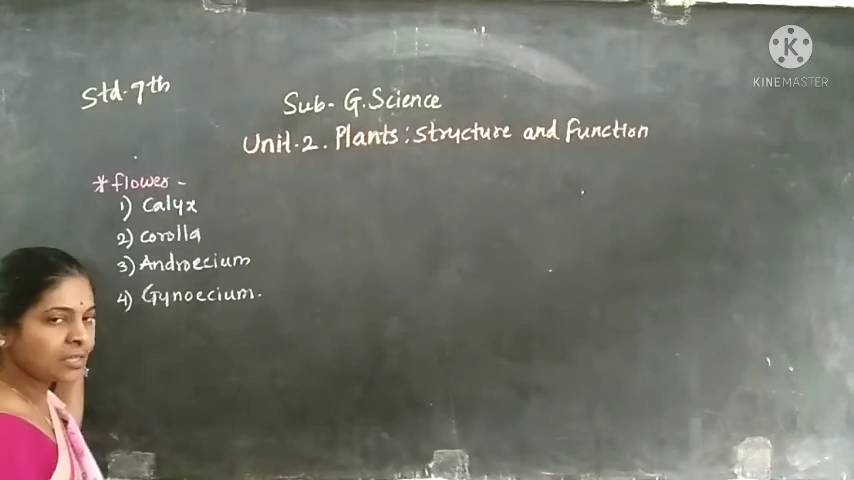 Std. 7th
Sub- G. Science
Unit. 2. Plants: Structure and Function
* flower -
1) Calyx
2) Corolla
3) Androecium
4) Gynoecium.
K
KINEMASTER